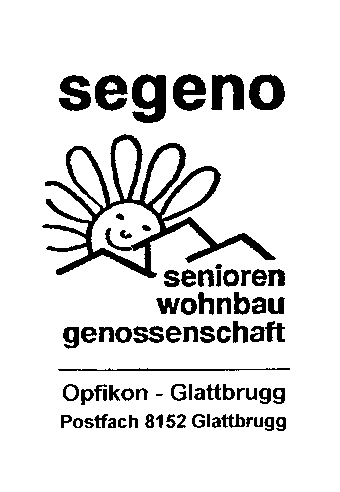 segeno
senioren
wohnbau
genossenschaft
Opfikon - Glattbrugg
Postfach 8152 Glattbrugg